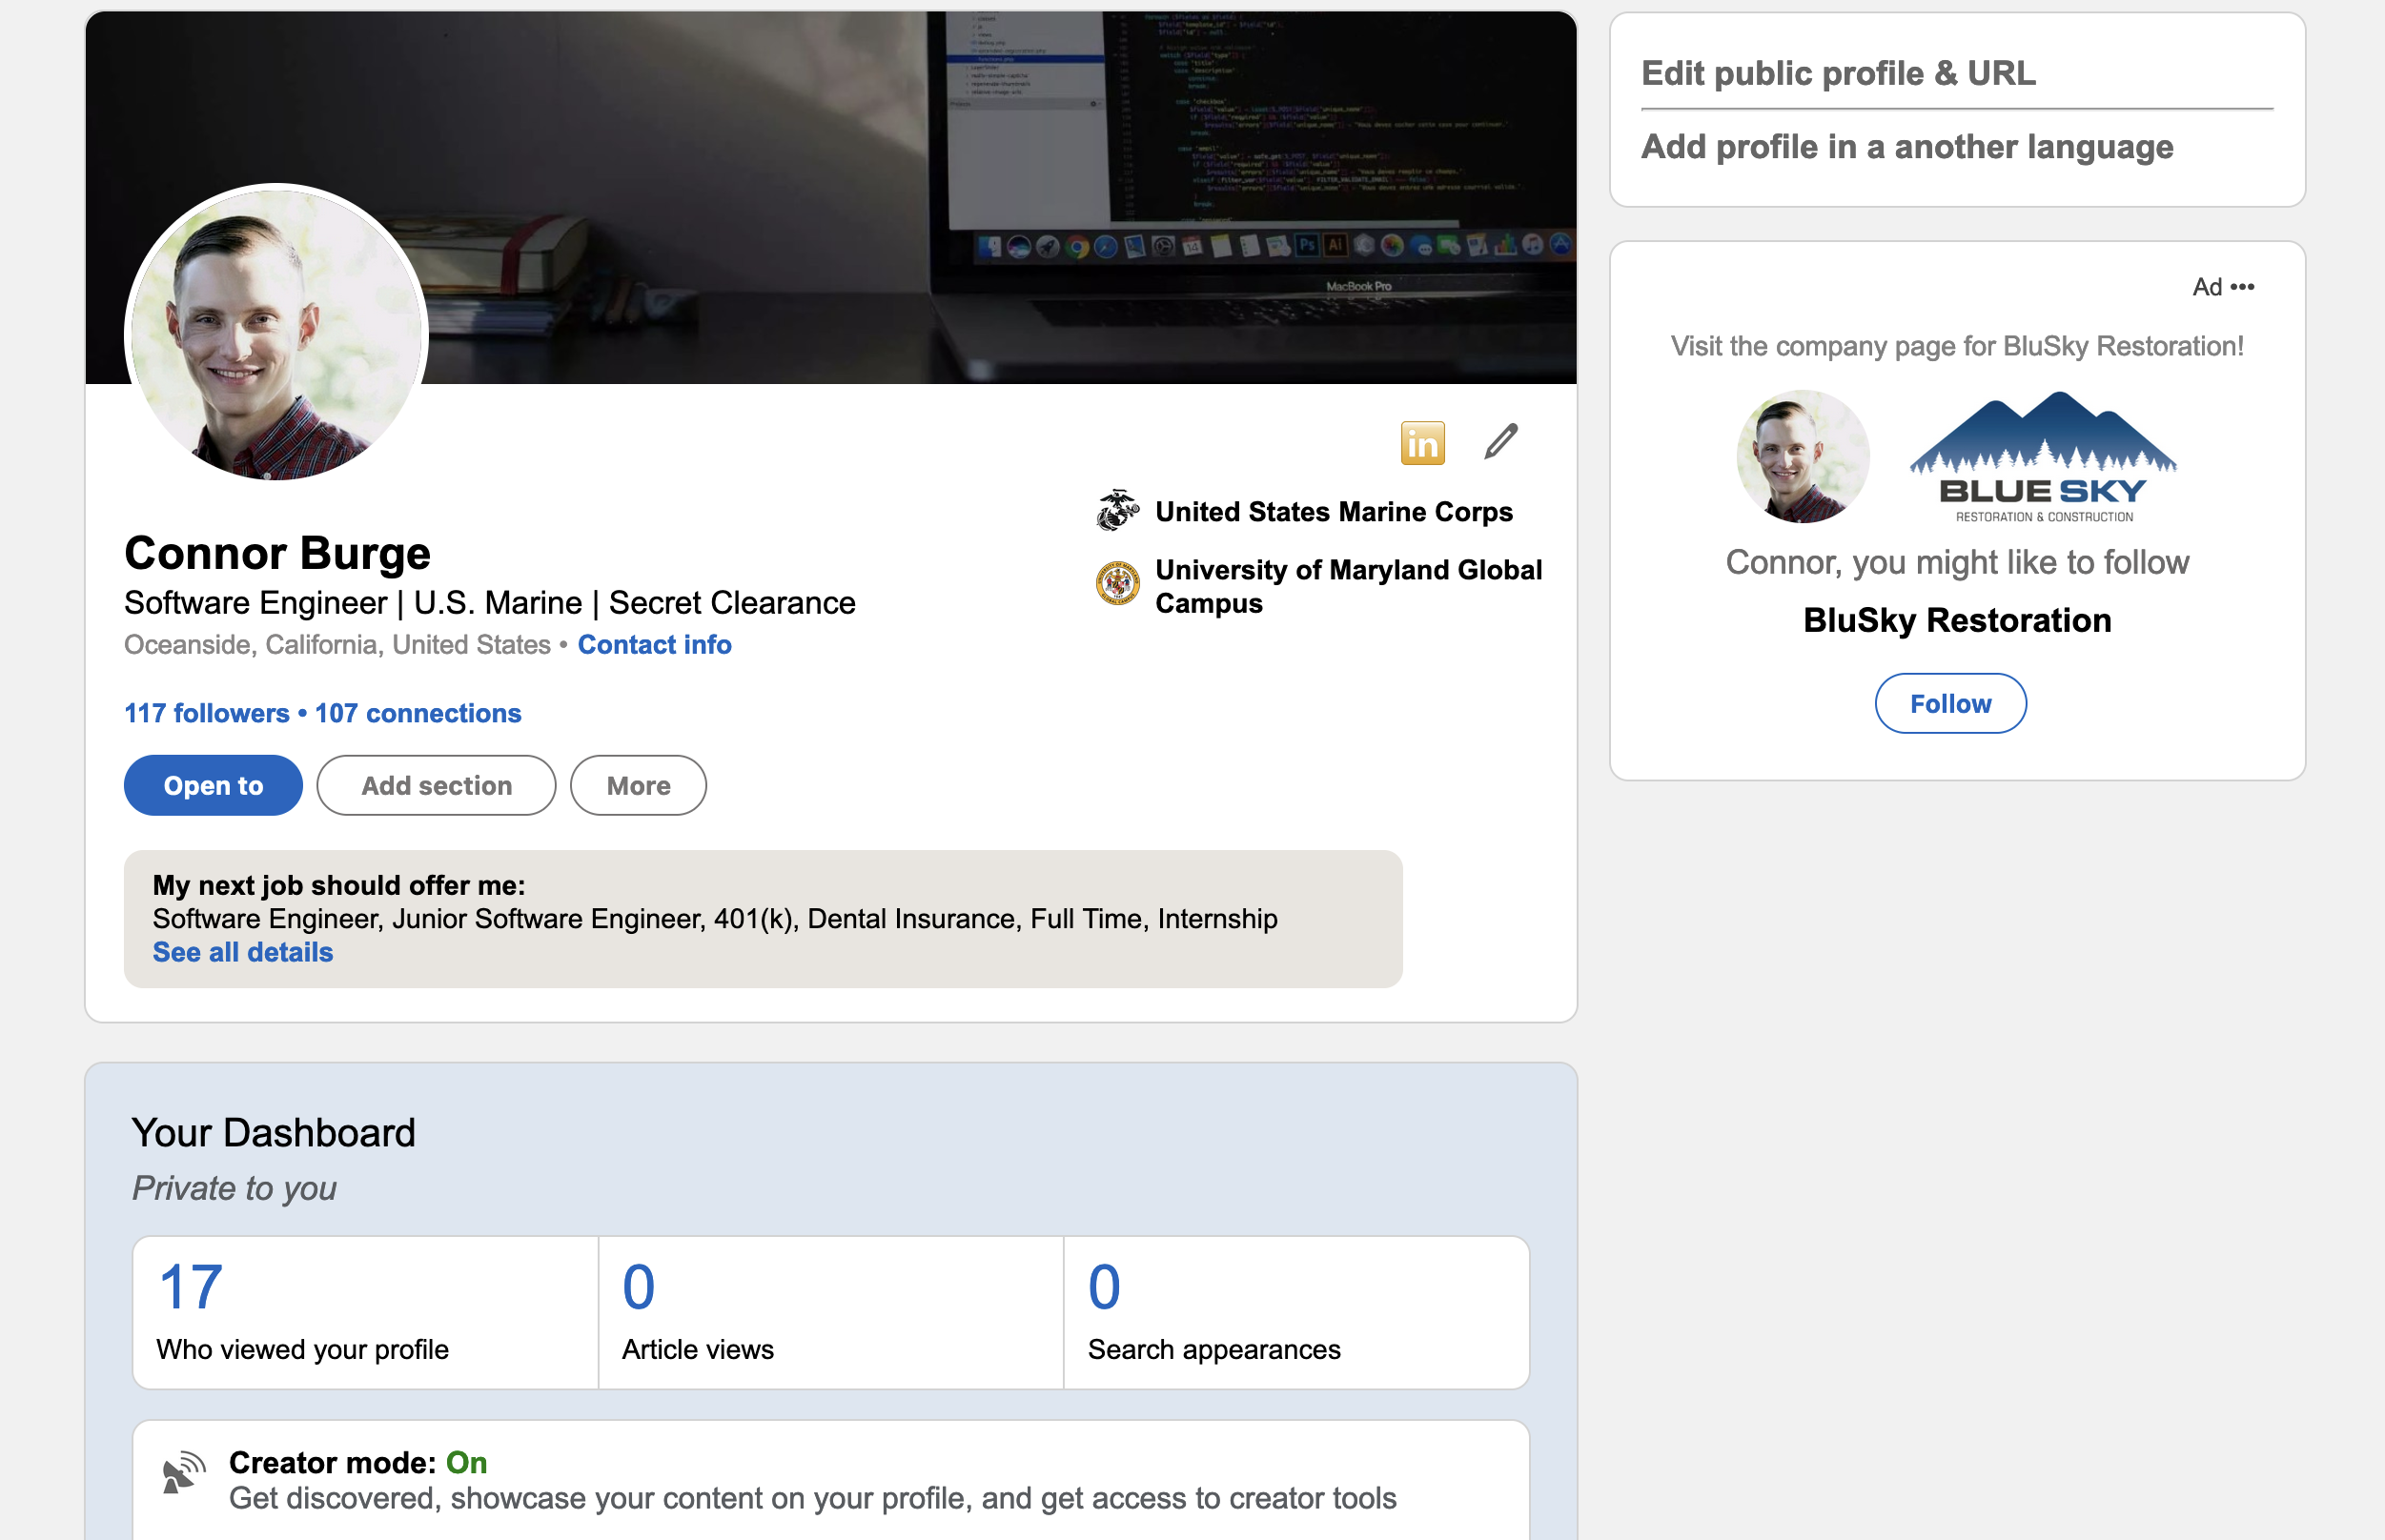 MacBook Pro
in
Connor Burge
Software Engineer | U.S. Marine | Secret Clearance
Oceanside, California, United States • Contact info
117 followers • 107 connections
Open to
Add section
More
United States Marine Corps
University of Maryland Global
Campus
My next job should offer me:
Software Engineer, Junior Software Engineer, 401(k), Dental Insurance, Full Time, Internship
See all details
Your Dashboard
Private to you
17
Who viewed your profile
0
Article views
0
Search appearances
Creator mode: On
Get discovered, showcase your content on your profile, and get access to creator tools
Edit public profile & URL
Add profile in a another language
Ad •••
Visit the company page for BluSky Restoration!
BLUE SKY
RESTORATION & CONSTRUCTION
Connor, you might like to follow
BluSky Restoration
Follow